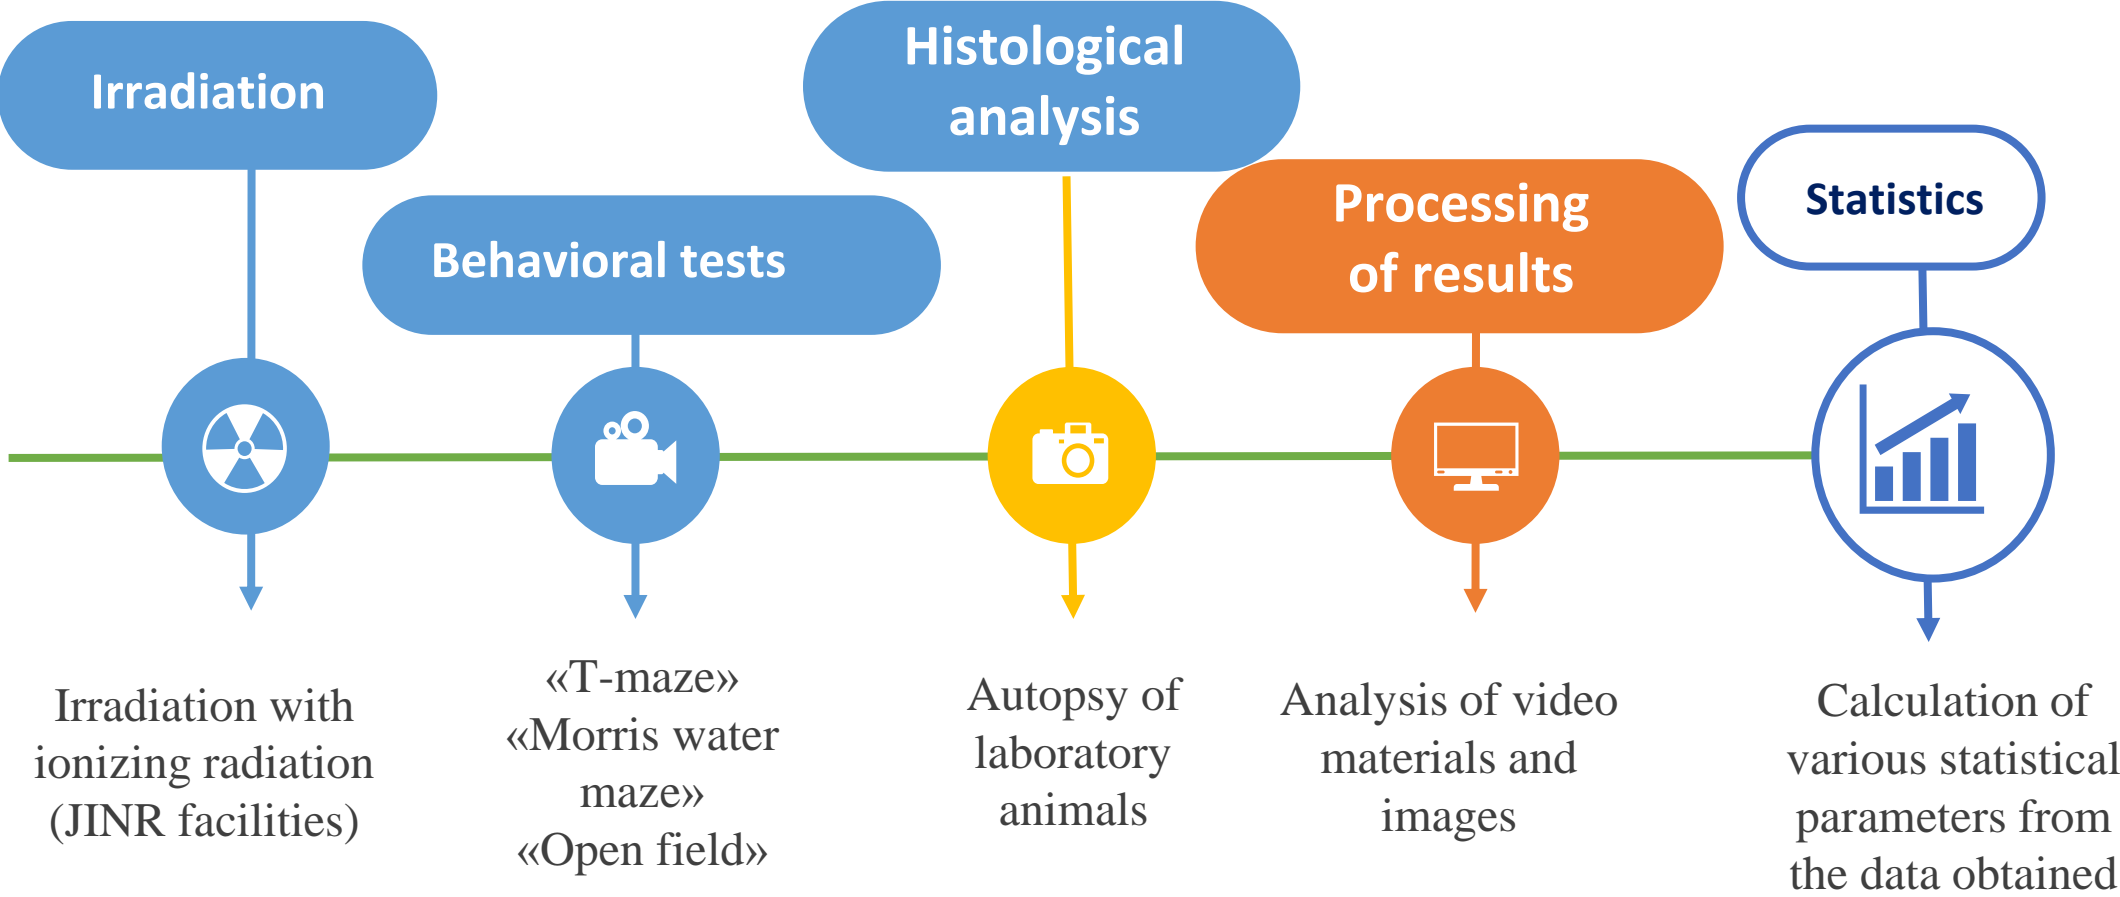 Irradiation
Behavioral tests
Histological
analysis
Processing
of results
Statistics
Irradiation with
ionizing radiation
(JINR facilities)
«T-maze»
«Morris water
maze»
«Open field»
Autopsy of
laboratory
animals
Analysis of video
materials and
images
Calculation of
various statistical
parameters from
the data obtained